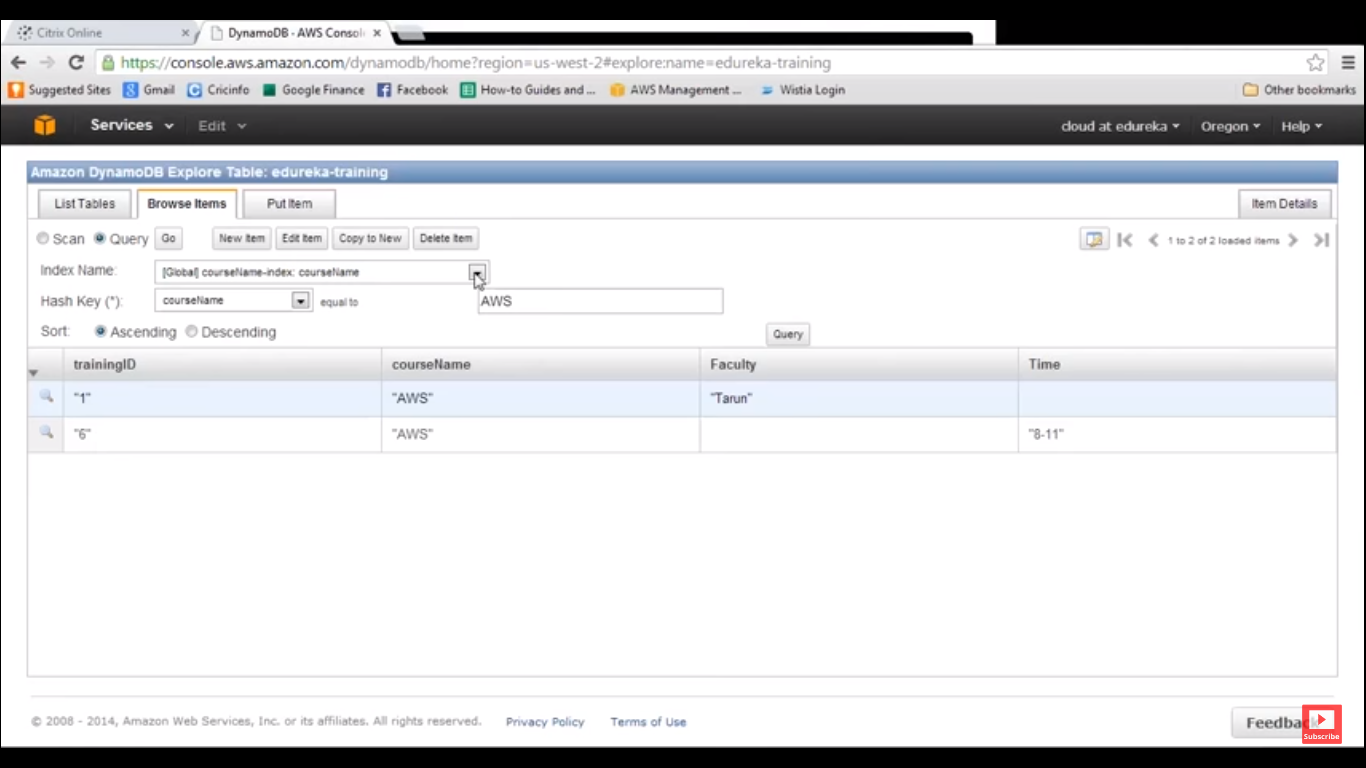 Citrix Online
DynamoDB - AWS Consol
https://console.aws.amazon.com/dynamodb/home?region=us-west-2#explore:name=edureka-training
Suggested Sites Gmail Cricinfo Google Finance Facebook How-to Guides and ... AWS Management ... Wistia Login Other bookmarks
Services Edit cloud at edureka Oregon Help
Amazon DynamoDB Explore Table: edureka-training
List Tables Browse Items Put Item Item Details
Scan Query Go New Item Edit Item Copy to New Delete Item 1 to 2 of 2 loaded items
Index Name: [Global] courseName-index: courseName
Hash Key (*): courseName equal to AWS
Sort: Ascending Descending Query
trainingID courseName Faculty Time
"1" "AWS" "Tarun"
"6" "AWS" "8-11"
© 2008 - 2014, Amazon Web Services, Inc. or its affiliates. All rights reserved. Privacy Policy Terms of Use Feedbac
Subscribe